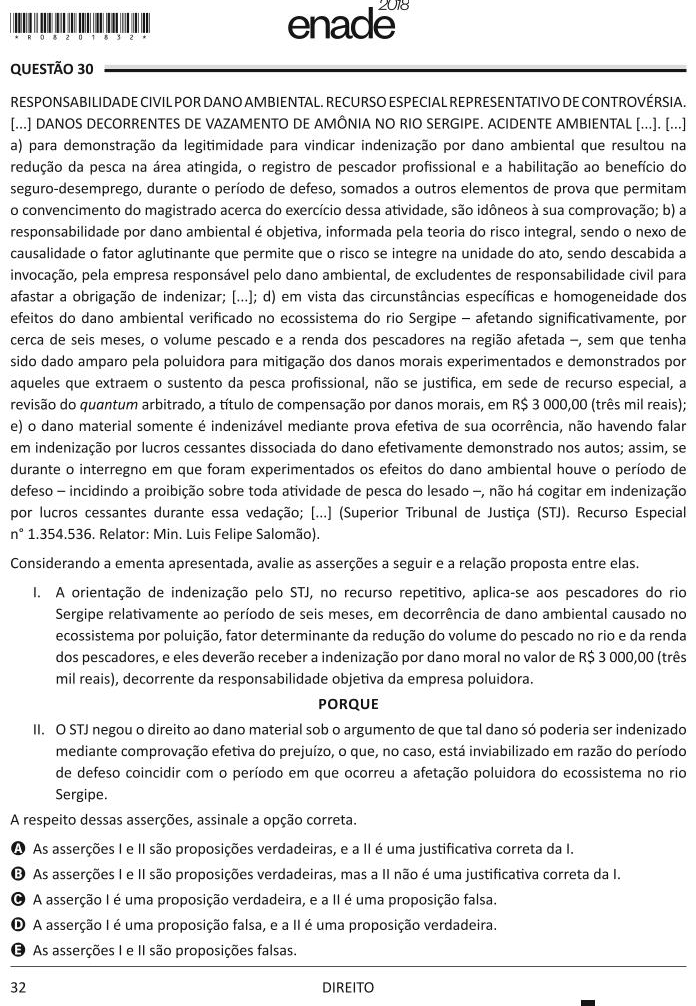 2018
enade
* R 0 8 2 0 1 8 3 2 *
QUESTÃO 30
RESPONSABILIDADE CIVIL POR DANO AMBIENTAL. RECURSO ESPECIAL REPRESENTATIVO DE CONTROVÉRSIA.
[...] DANOS DECORRENTES DE VAZAMENTO DE AMÔNIA NO RIO SERGIPE. ACIDENTE AMBIENTAL [...]. [...]
a) para demonstração da legitimidade para vindicar indenização por dano ambiental que resultou na
redução da pesca na área atingida, o registro de pescador profissional e a habilitação ao benefício do
seguro-desemprego, durante o período de defeso, somados a outros elementos de prova que permitam
o convencimento do magistrado acerca do exercício dessa atividade, são idôneos à sua comprovação; b) a
responsabilidade por dano ambiental é objetiva, informada pela teoria do risco integral, sendo o nexo de
causalidade o fator aglutinante que permite que o risco se integre na unidade do ato, sendo descabida a
invocação, pela empresa responsável pelo dano ambiental, de excludentes de responsabilidade civil para
afastar a obrigação de indenizar; [...]; d) em vista das circunstâncias específicas e homogeneidade dos
efeitos do dano ambiental verificado no ecossistema do rio Sergipe – afetando significativamente, por
cerca de seis meses, o volume pescado e a renda dos pescadores na região afetada –, sem que tenha
sido dado amparo pela poluidora para mitigação dos danos morais experimentados e demonstrados por
aqueles que extraem o sustento da pesca profissional, não se justifica, em sede de recurso especial, a
revisão do quantum arbitrado, a título de compensação por danos morais, em R$ 3 000,00 (três mil reais);
e) o dano material somente é indenizável mediante prova efetiva de sua ocorrência, não havendo falar
em indenização por lucros cessantes dissociada do dano efetivamente demonstrado nos autos; assim, se
durante o interregno em que foram experimentados os efeitos do dano ambiental houve o período de
defeso – incidindo a proibição sobre toda atividade de pesca do lesado –, não há cogitar em indenização
por lucros cessantes durante essa vedação; [...] (Superior Tribunal de Justiça (STJ). Recurso Especial
n° 1.354.536. Relator: Min. Luis Felipe Salomão).
Considerando a ementa apresentada, avalie as asserções a seguir e a relação proposta entre elas.
I. A orientação de indenização pelo STJ, no recurso repetitivo, aplica-se aos pescadores do rio
Sergipe relativamente ao período de seis meses, em decorrência de dano ambiental causado no
ecossistema por poluição, fator determinante da redução do volume do pescado no rio e da renda
dos pescadores, e eles deverão receber a indenização por dano moral no valor de R$ 3 000,00 (três
mil reais), decorrente da responsabilidade objetiva da empresa poluidora.
PORQUE
II. O STJ negou o direito ao dano material sob o argumento de que tal dano só poderia ser indenizado
mediante comprovação efetiva do prejuízo, o que, no caso, está inviabilizado em razão do período
de defeso coincidir com o período em que ocorreu a afetação poluidora do ecossistema no rio
Sergipe.
A respeito dessas asserções, assinale a opção correta.
A As asserções I e II são proposições verdadeiras, e a II é uma justificativa correta da I.
B As asserções I e II são proposições verdadeiras, mas a II não é uma justificativa correta da I.
C A asserção I é uma proposição verdadeira, e a II é uma proposição falsa.
D A asserção I é uma proposição falsa, e a II é uma proposição verdadeira.
E As asserções I e II são proposições falsas.
32
DIREITO